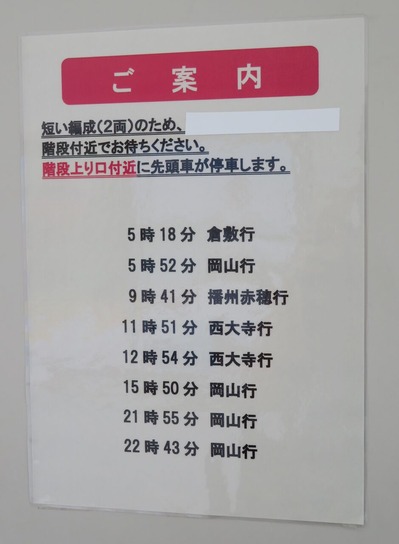 ご案内
短い編成(2両)のため、
階段付近でお待ちください。
階段上り口付近に先頭車が停車します。
5時18分 倉敷行
5時52分 岡山行
9時41分 播州赤穂行
11時51分 西大寺行
12時54分 西大寺行
15時50分 岡山行
21時55分 岡山行
22時43分 岡山行